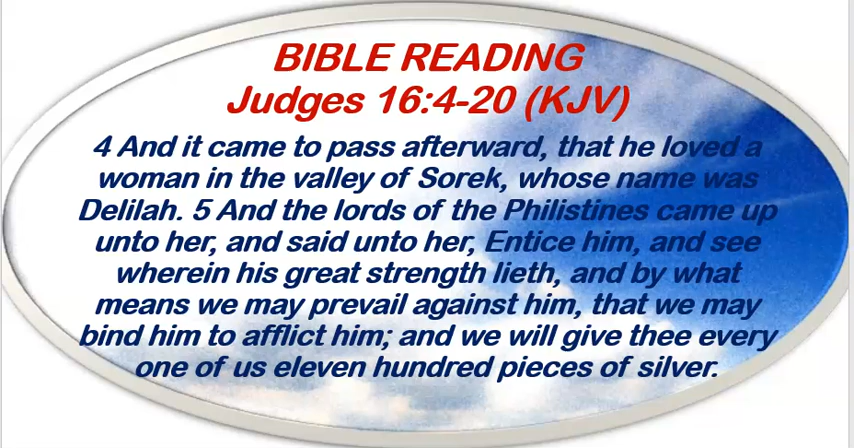 BIBLE READING
Judges 16:4-20 (KJV)
4 And it came to pass afterward, that he loved a
woman in the valley of Sorek, whose name was
Delilah. 5 And the lords of the Philistines came up
unto her, and said unto her, Entice him, and see
wherein his great strength lieth, and by what
means we may prevail against him, that we may
bind him to afflict him; and we will give thee every
one of us eleven hundred pieces of silver.